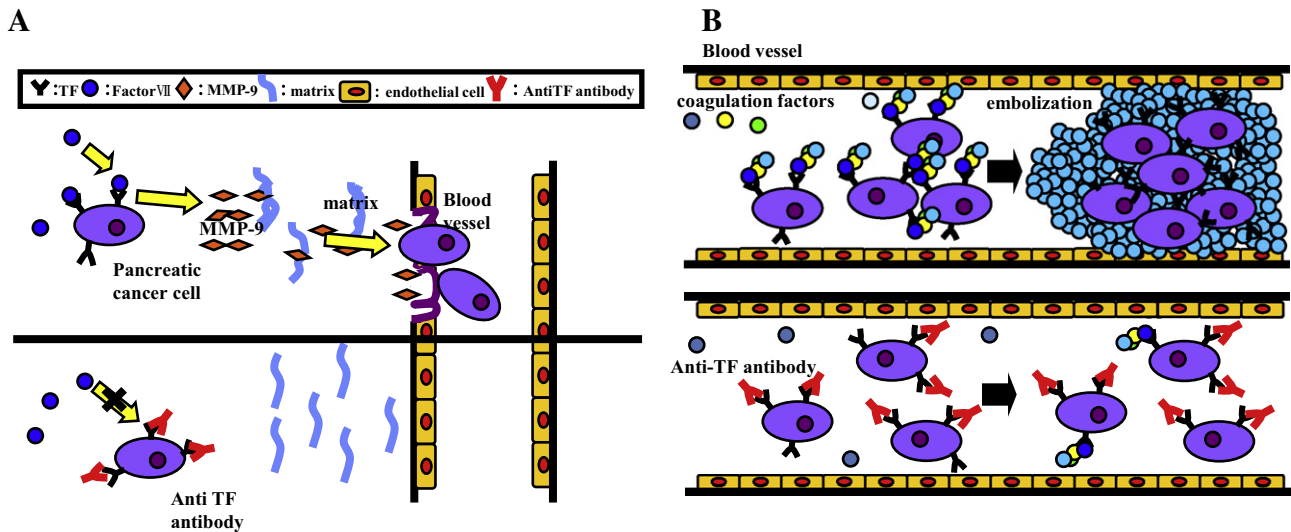 A
:TF :FactorⅦ :MMP-9 :matrix :endothelial cell :AntiTF antibody
MMP-9
matrix
Blood
vessel
Pancreatic
cancer cell
Anti TF
antibody
B
Blood vessel
coagulation factors
embolization
Anti-TF antibody